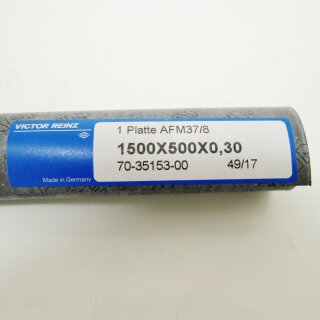 VICTOR REINZ
Made in Germany
1 Platte AFM37/8
1500X500X0,30
70-35153-00 49/17